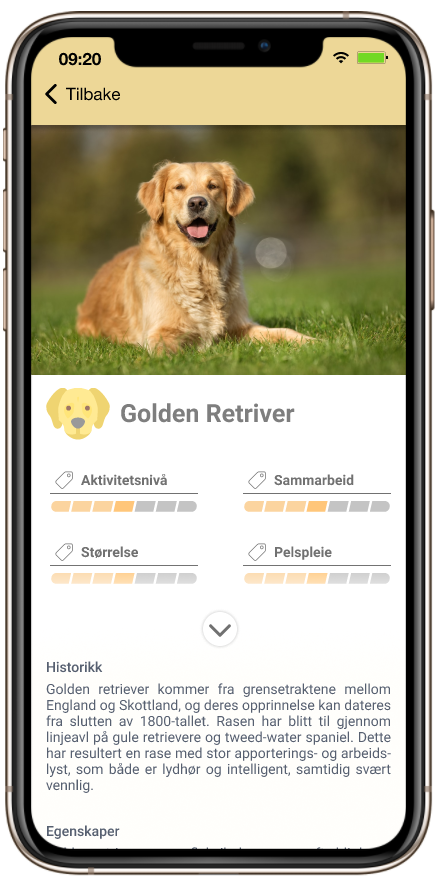 09:20
Tilbake
Golden Retriver
Aktivitetsnivå
Sammarbeid
Størrelse
Pelspleie
Historikk
Golden retriever kommer fra grensetraktene mellom
England og Skottland, og deres opprinnelse kan dateres
fra slutten av 1800-tallet. Rasen har blitt til gjennom
linjeavl på gule retrievere og tweed-water spaniel. Dette
har resultert en rase med stor apporterings- og arbeids-
lyst, som både er lydhør og intelligent, samtidig svært
vennlig.
Egenskaper